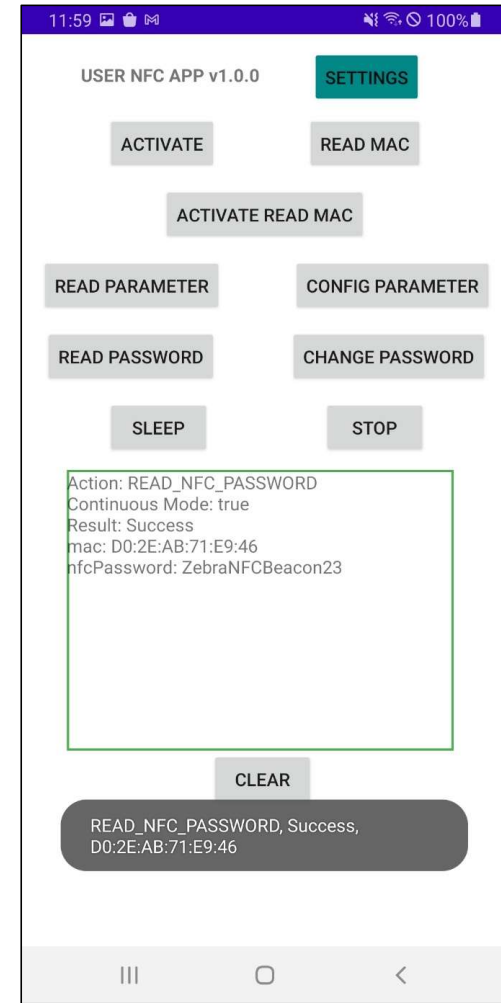 11:59 100%
USER NFC APP v1.0.0 SETTINGS
ACTIVATE READ MAC
ACTIVATE READ MAC
READ PARAMETER CONFIG PARAMETER
READ PASSWORD CHANGE PASSWORD
SLEEP STOP
Action: READ_NFC_PASSWORD
Continuous Mode: true
Result: Success
mac: D0:2E:AB:71:E9:46
nfcPassword: ZebraNFCBeacon23
CLEAR
READ_NFC_PASSWORD, Success,
D0:2E:AB:71:E9:46